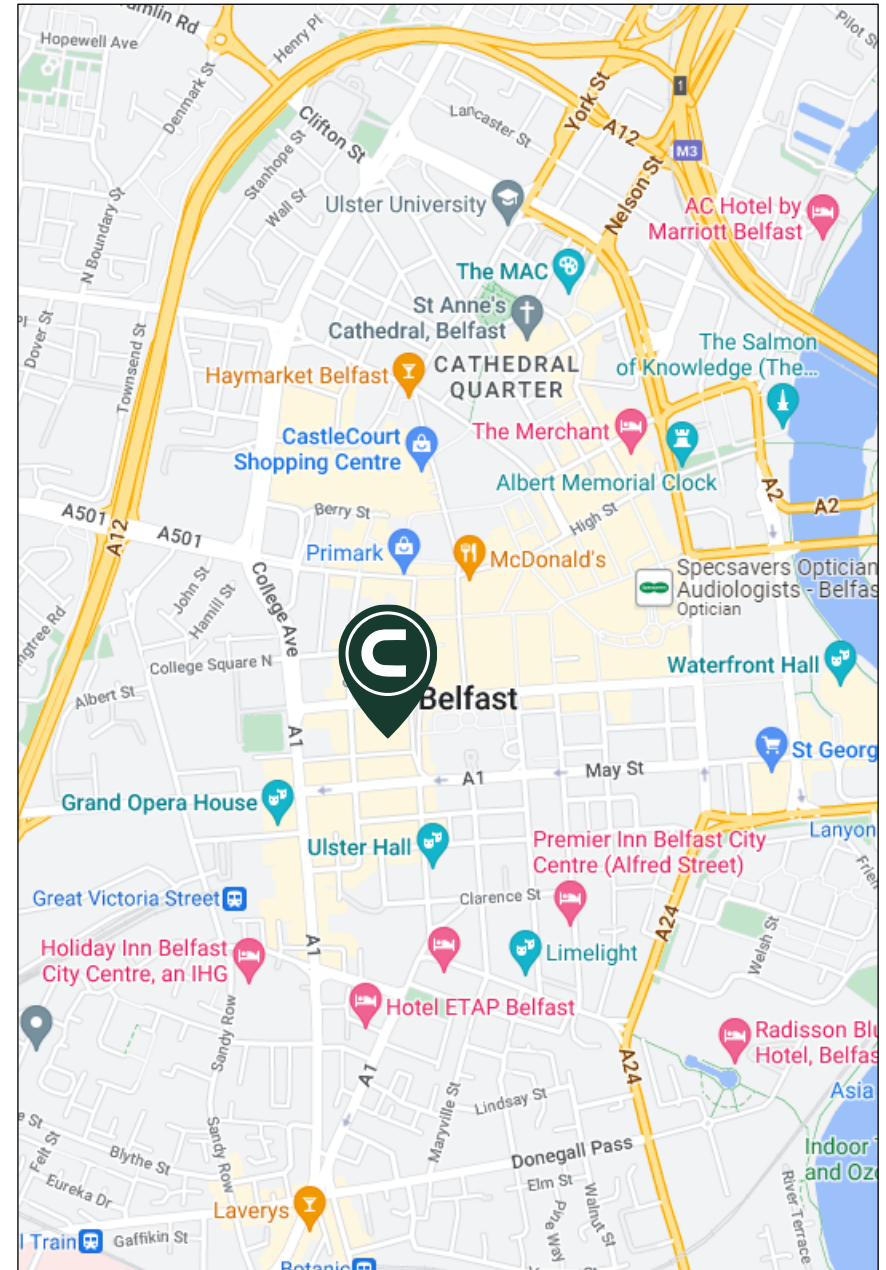 Hopewell Ave
Henry Pl
Pilot St
Denmark St
Clifton St
Lancaster St
York St
1
A12
M3
Stanhope St
Wall St
Nelson St
Ulster University
AC Hotel by
Marriott Belfast
N Boundary St
The MAC
St Anne's
Cathedral, Belfast
Dover St
Townsend St
The Salmon
of Knowledge (The...
Haymarket Belfast
CATHEDRAL
QUARTER
The Merchant
CastleCourt
Shopping Centre
Albert Memorial Clock
A2
A2
A501
A12
A501
Berry St
High St
Primark
McDonald's
Specsavers Optician
Audiologists - Belfas
Optician
John St
Hamill St
College Ave
College Square N
C
Waterfront Hall
Albert St
Belfast
A1
St Georg
A1
May St
Grand Opera House
Ulster Hall
Premier Inn Belfast City
Centre (Alfred Street)
Lanyon
Great Victoria Street
Clarence St
A24
Welsh St
Holiday Inn Belfast
City Centre, an IHG
A1
Limelight
Hotel ETAP Belfast
Sandy Row
Radisson Blu
Hotel, Belfas
A24
A1
Asia
Maryville St
Lindsay St
Donegall Pass
Indoor
and Ozo
Felt St
Blythe St
Sandy Row
Eureka Dr
Elm St
Walnut St
Pine Way
River Terrace
Laverys
l Train
Gaffikin St
Botanic